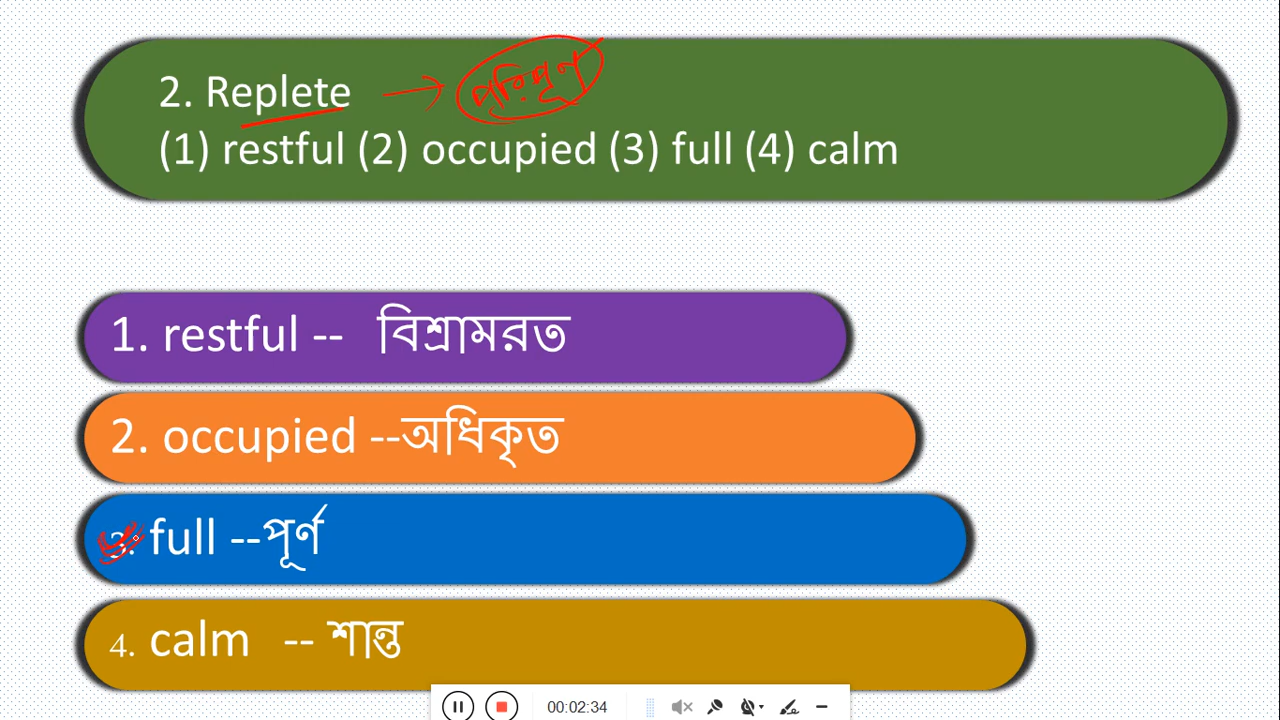 2. Replete → পরিপূর্ণ
(1) restful (2) occupied (3) full (4) calm
1. restful -- বিশ্রামরত
2. occupied --অধিকৃত
3. full --পূর্ণ
4. calm -- শান্ত
00:02:34